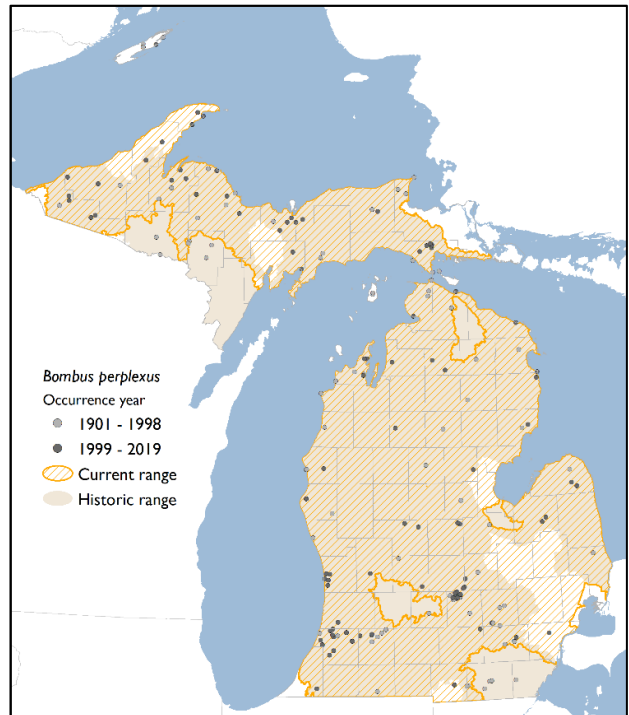 Bombus perplexus
Occurrence year
1901 - 1998
1999 - 2019
Current range
Historic range